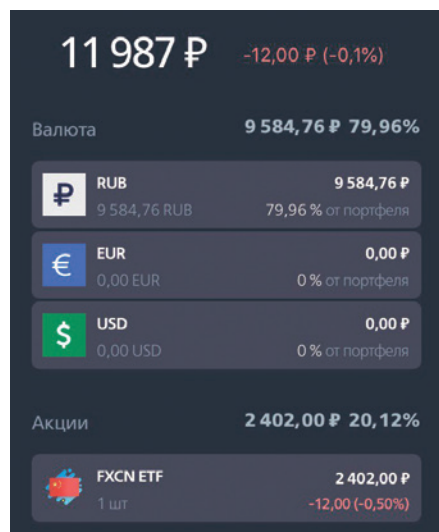 11 987 ₽ -12,00 ₽ (-0,1%)
Валюта 9 584,76 ₽ 79,96%
₽ RUB 9 584,76 ₽
9 584,76 RUB 79,96 % от портфеля
€ EUR 0,00 ₽
0,00 EUR 0 % от портфеля
$ USD 0,00 ₽
0,00 USD 0 % от портфеля
Акции 2 402,00 ₽ 20,12%
FXCN ETF 2 402,00 ₽
1 шт -12,00 (-0,50%)